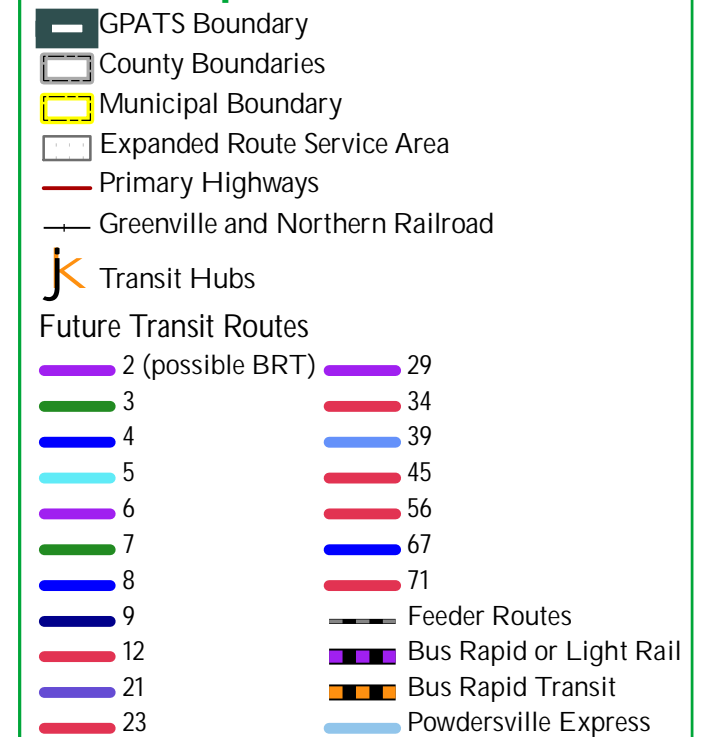 GPATS Boundary
County Boundaries
Municipal Boundary
Expanded Route Service Area
Primary Highways
Greenville and Northern Railroad
jk Transit Hubs
Future Transit Routes
2 (possible BRT)
3
4
5
6
7
8
9
12
21
23
29
34
39
45
56
67
71
Feeder Routes
Bus Rapid or Light Rail
Bus Rapid Transit
Powdersville Express